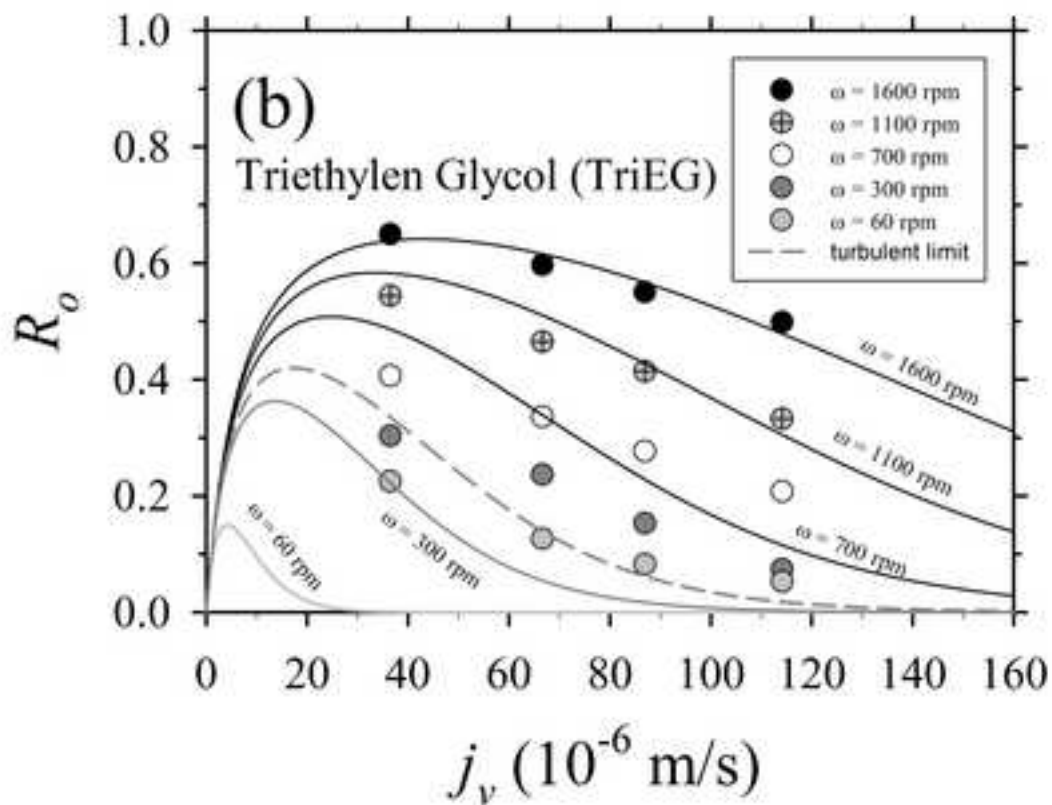 (b)
Triethylen Glycol (TriEG)
ω = 1600 rpm
ω = 1100 rpm
ω = 700 rpm
ω = 300 rpm
ω = 60 rpm
turbulent limit
R_o
1.0
0.8
0.6
0.4
0.2
0.0
ω = 1600 rpm
ω = 1100 rpm
ω = 700 rpm
ω = 300 rpm
ω = 60 rpm
0 20 40 60 80 100 120 140 160
j_v (10^-6 m/s)